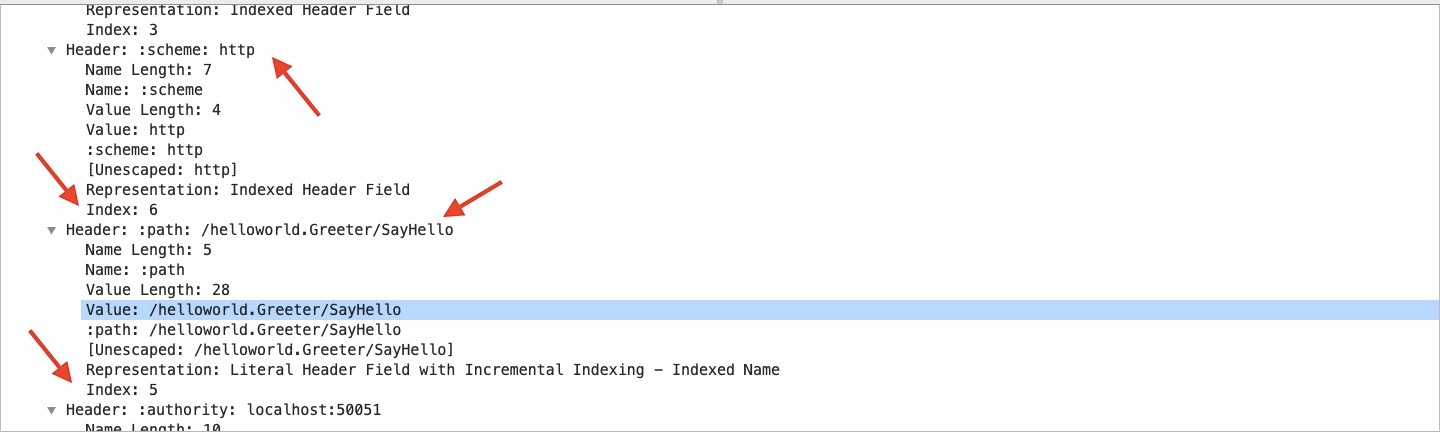 Representation: Indexed Header Field
Index: 3
Header: :scheme: http
Name Length: 7
Name: :scheme
Value Length: 4
Value: http
:scheme: http
[Unescaped: http]
Representation: Indexed Header Field
Index: 6
Header: :path: /helloworld.Greeter/SayHello
Name Length: 5
Name: :path
Value Length: 28
Value: /helloworld.Greeter/SayHello
:path: /helloworld.Greeter/SayHello
[Unescaped: /helloworld.Greeter/SayHello]
Representation: Literal Header Field with Incremental Indexing – Indexed Name
Index: 5
Header: :authority: localhost:50051
Name Length: 10